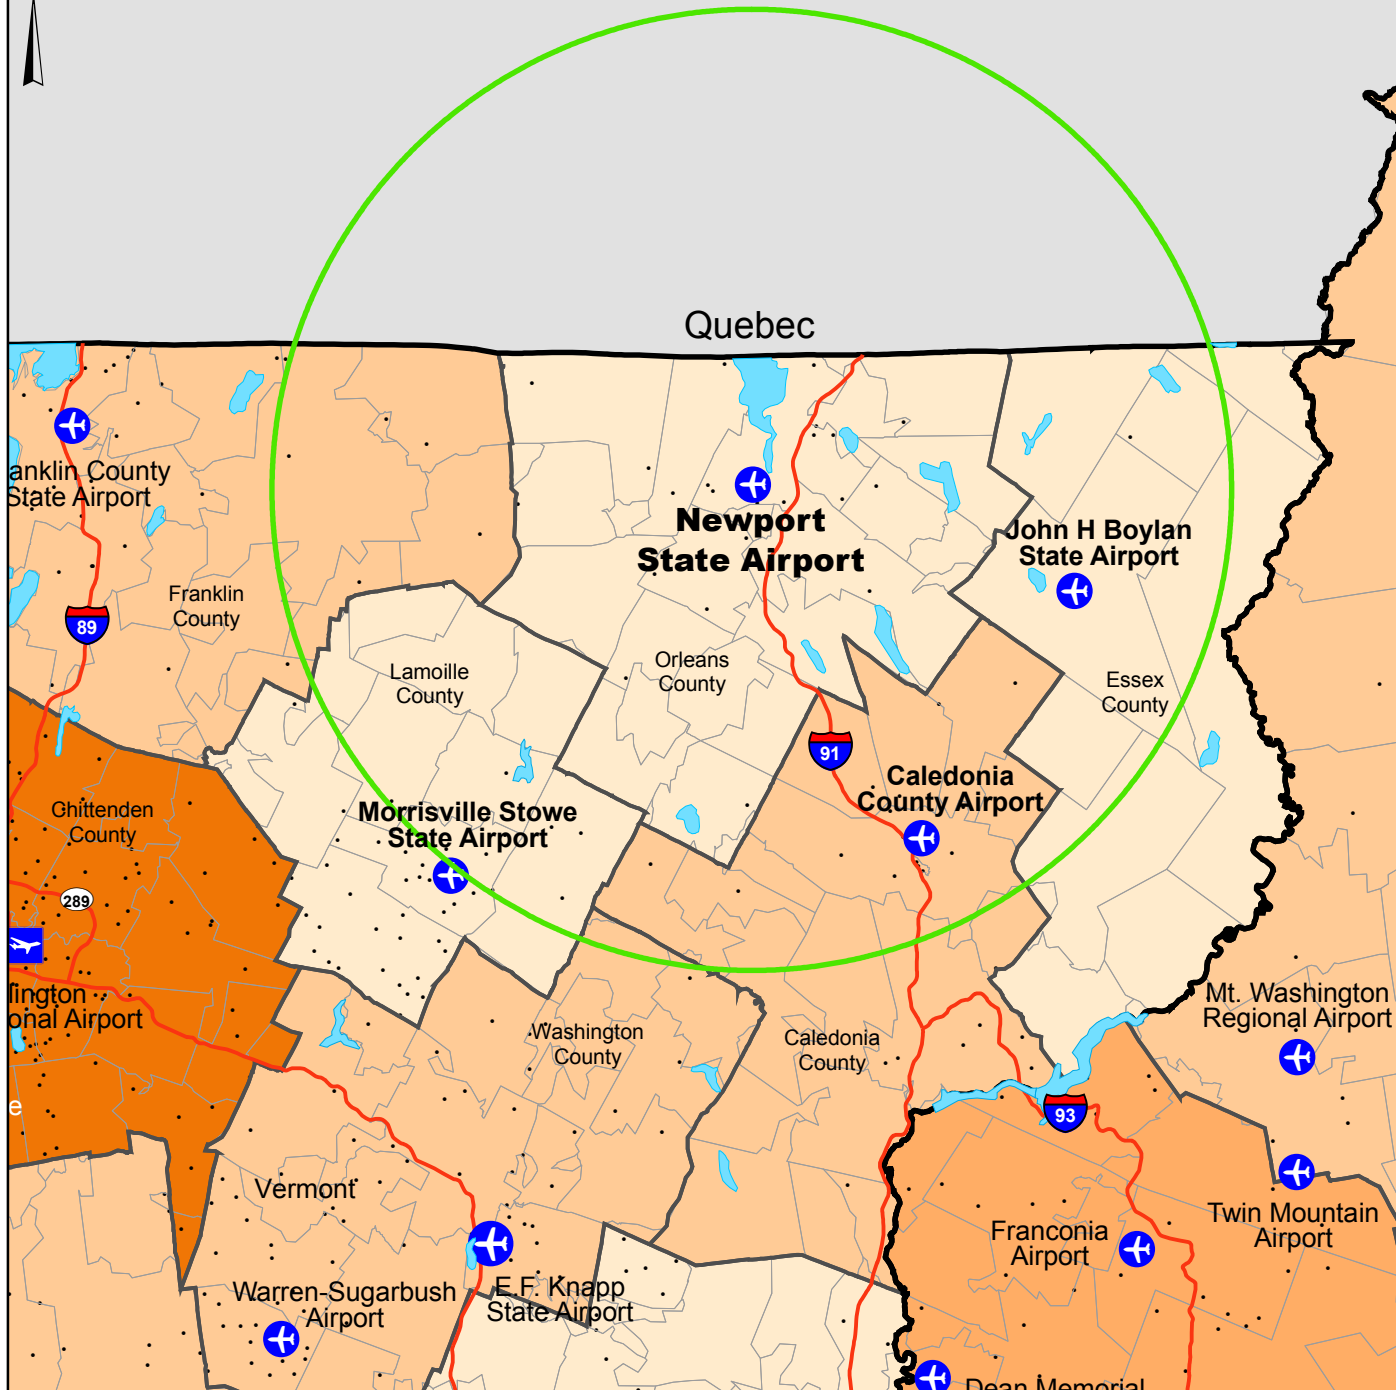 Quebec
anklin County
State Airport
Newport
State Airport
John H Boylan
State Airport
Franklin
County
89
Lamoille
County
Orleans
County
Essex
County
91
Caledonia
County Airport
Chittenden
County
Morrisville Stowe
State Airport
289
lington
onal Airport
Mt. Washington
Regional Airport
Washington
County
Caledonia
County
e
93
Vermont
Franconia
Airport
Twin Mountain
Airport
Warren-Sugarbush
Airport
E.F. Knapp
State Airport
Dean Memorial